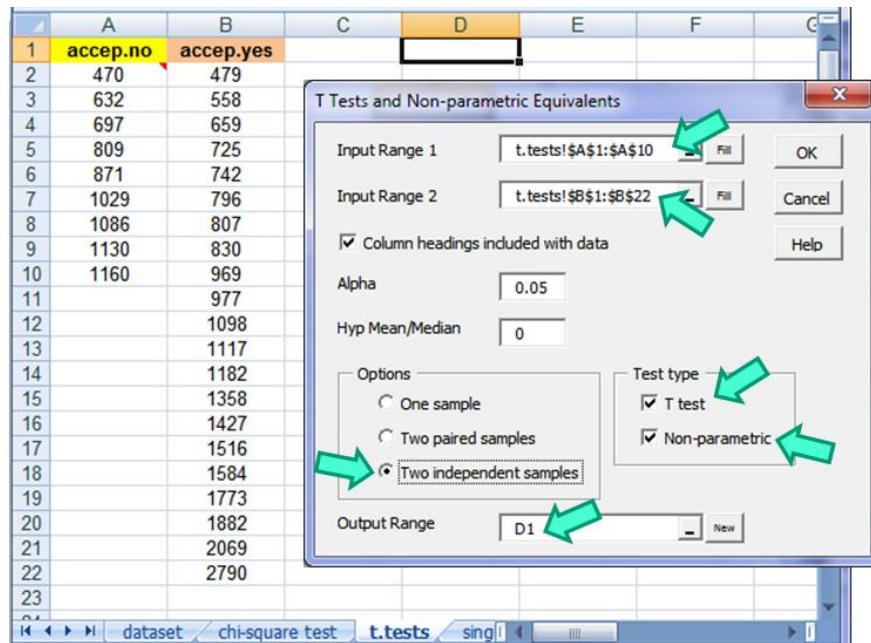 A B C D E F G
1 accep.no accep.yes
2 470 479
3 632 558
4 697 659
5 809 725
6 871 742
7 1029 796
8 1086 807
9 1130 830
10 1160 969
11 977
12 1098
13 1117
14 1182
15 1358
16 1427
17 1516
18 1584
19 1773
20 1882
21 2069
22 2790
23
T Tests and Non-parametric Equivalents
Input Range 1 t.tests!$A$1:$A$10 Fill OK
Input Range 2 t.tests!$B$1:$B$22 Fill Cancel
Column headings included with data Help
Alpha 0.05
Hyp Mean/Median 0
Options Test type
One sample T test
Two paired samples Non-parametric
Two independent samples
Output Range D1 New
dataset chi-square test t.tests sing